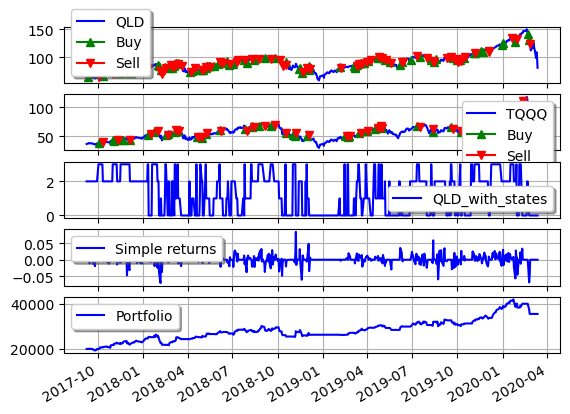 QLD
Buy
Sell
150
100
TQQQ
Buy
Sell
100
50
QLD_with_states
2
0
Simple returns
0.05
0.00
−0.05
Portfolio
40000
20000
2017-10
2018-01
2018-04
2018-07
2018-10
2019-01
2019-04
2019-07
2019-10
2020-01
2020-04